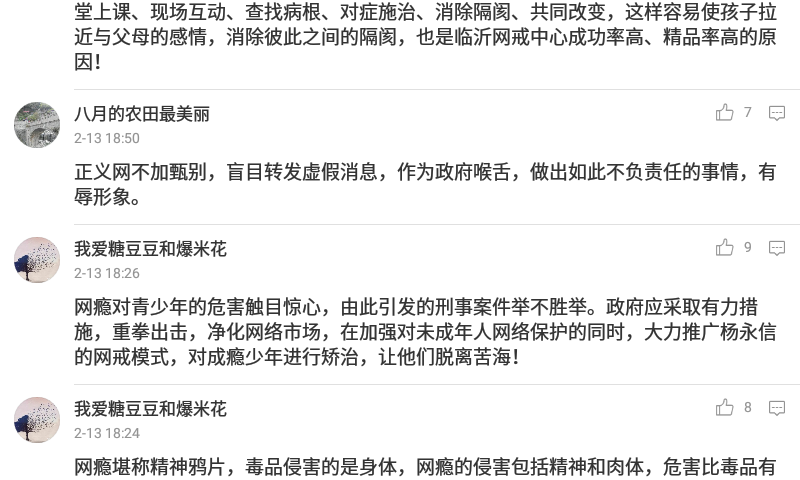 堂上课、现场互动、查找病根、对症施治、消除隔阂、共同改变，这样容易使孩子拉
近与父母的感情，消除彼此之间的隔阂，也是临沂网戒中心成功率高、精品率高的原
因！
八月的农田最美丽
7
2-13 18:50
正义网不加甄别，盲目转发虚假消息，作为政府喉舌，做出如此不负责任的事情，有
辱形象。
我爱糖豆豆和爆米花
9
2-13 18:26
网瘾对青少年的危害触目惊心，由此引发的刑事案件举不胜举。政府应采取有力措
施，重拳出击，净化网络市场，在加强对未成年人网络保护的同时，大力推广杨永信
的网戒模式，对成瘾少年进行矫治，让他们脱离苦海！
我爱糖豆豆和爆米花
8
2-13 18:24
网瘾堪称精神鸦片，毒品侵害的是身体，网瘾的侵害包括精神和肉体，危害比毒品有